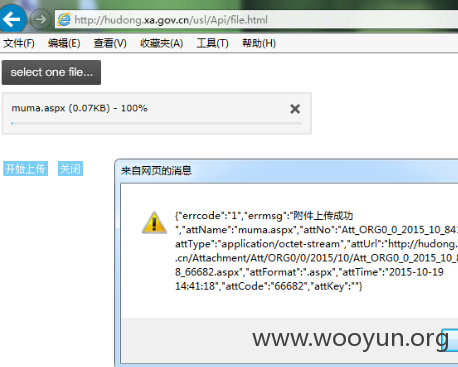 http://hudong.xa.gov.cn/usl/Api/file.html
文件(F) 编辑(E) 查看(V) 收藏夹(A) 工具(T) 帮助(H)
select one file...
muma.aspx (0.07KB) - 100%
开始上传 关闭
来自网页的消息
{"errcode":"1","errmsg":"附件上传成功
","attName":"muma.aspx","attNo":"Att_ORG0_0_2015_10_841
attType":"application/octet-stream","attUrl":"http://hudong.
.cn/Attachment/Att/ORG0/0/2015/10/Att_ORG0_0_2015_10_8
8_66682.aspx","attFormat":".aspx","attTime":"2015-10-19
14:41:18","attCode":"66682","attKey":""}
www.wooyun.org